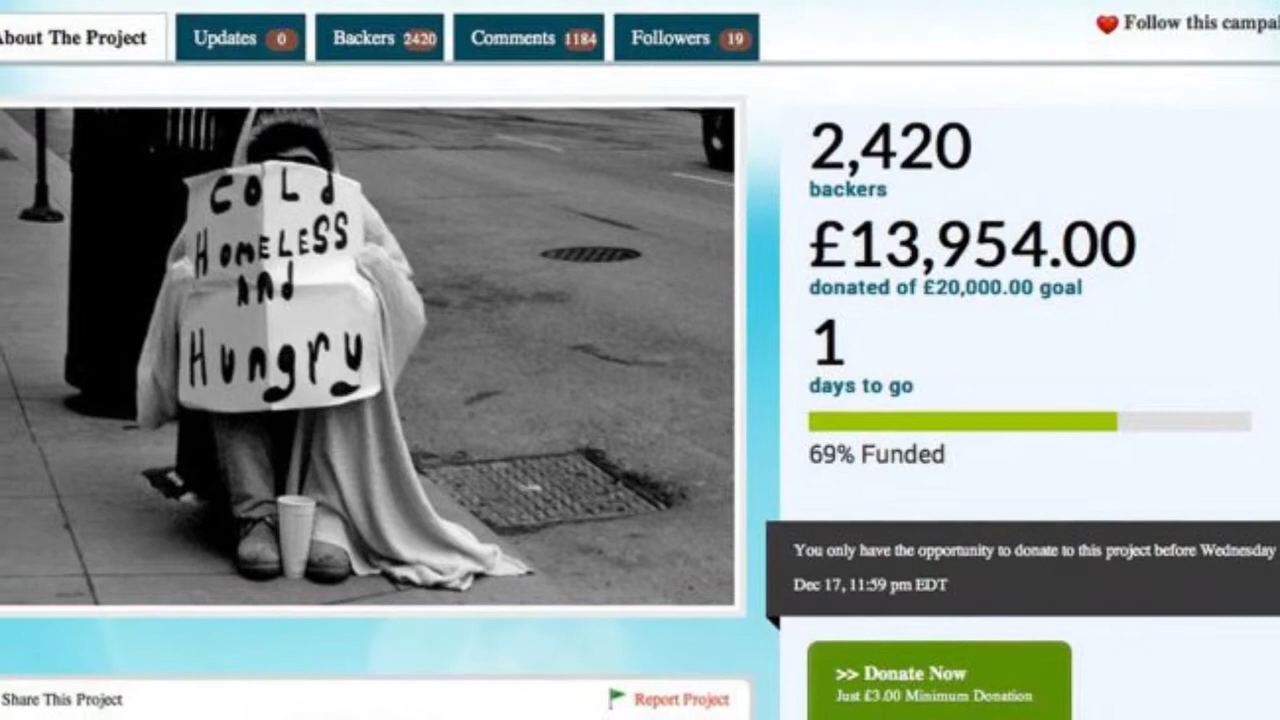 About The Project
Updates 0
Backers 2420
Comments 1184
Followers 19
Follow this campai
COLd
HOMELESS
And
Hungry
2,420
backers
£13,954.00
donated of £20,000.00 goal
1
days to go
69% Funded
You only have the opportunity to donate to this project before Wednesday
Dec 17, 11:59 pm EDT
>> Donate Now
Just £3.00 Minimum Donation
Share This Project
Report Project